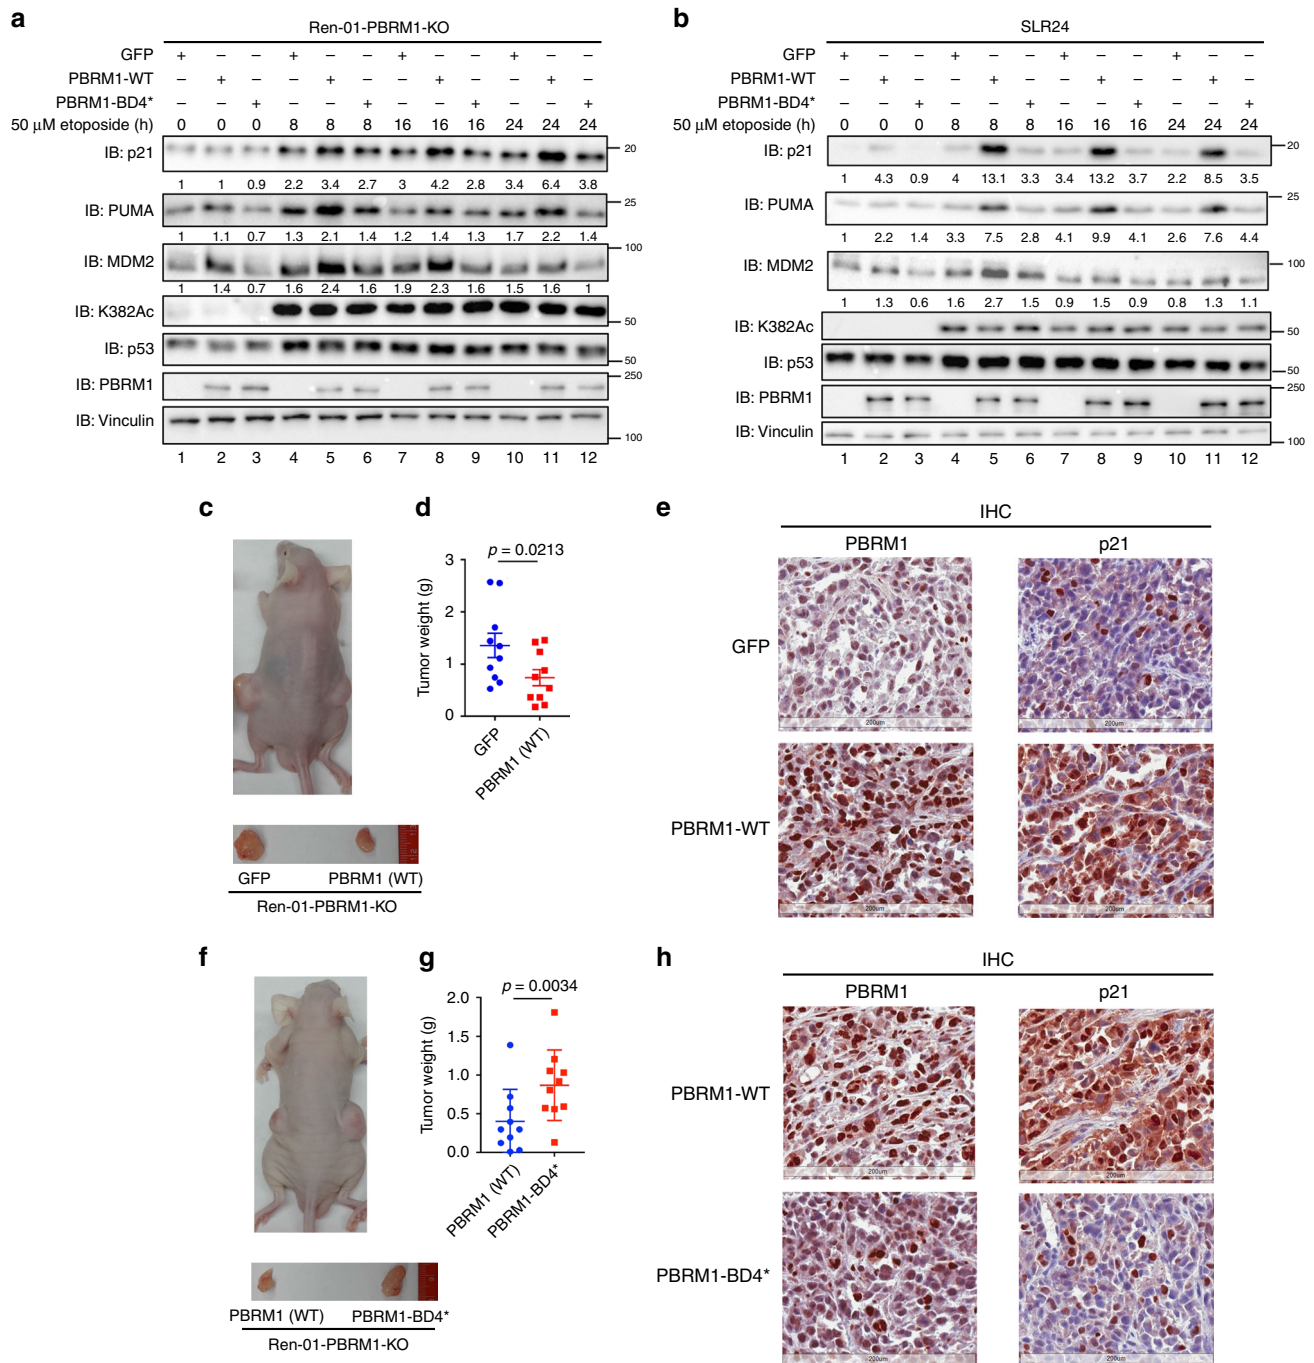 a
Ren-01-PBRM1-KO
GFP + – – + – – + – – + – –
PBRM1-WT – + – – + – – + – – + –
PBRM1-BD4* – – + – – + – – + – – +
50 μM etoposide (h) 0 0 0 8 8 8 16 16 16 24 24 24
IB: p21 20
1 1 0.9 2.2 3.4 2.7 3 4.2 2.8 3.4 6.4 3.8
IB: PUMA 25
1 1.1 0.7 1.3 2.1 1.4 1.2 1.4 1.3 1.7 2.2 1.4
IB: MDM2 100
1 1.4 0.7 1.6 2.4 1.6 1.9 2.3 1.6 1.5 1.6 1
IB: K382Ac 50
IB: p53 50
IB: PBRM1 250
IB: Vinculin 100
1 2 3 4 5 6 7 8 9 10 11 12
b
SLR24
GFP + – – + – – + – – + – –
PBRM1-WT – + – – + – – + – – + –
PBRM1-BD4* – – + – – + – – + – – +
50 μM etoposide (h) 0 0 0 8 8 8 16 16 16 24 24 24
IB: p21 20
1 4.3 0.9 4 13.1 3.3 3.4 13.2 3.7 2.2 8.5 3.5
IB: PUMA 25
1 2.2 1.4 3.3 7.5 2.8 4.1 9.9 4.1 2.6 7.6 4.4
IB: MDM2 100
1 1.3 0.6 1.6 2.7 1.5 0.9 1.5 0.9 0.8 1.3 1.1
IB: K382Ac 50
IB: p53 50
IB: PBRM1 250
IB: Vinculin 100
1 2 3 4 5 6 7 8 9 10 11 12
c
GFP PBRM1 (WT)
Ren-01-PBRM1-KO
d
p = 0.0213
Tumor weight (g)
3
2
1
0
GFP
PBRM1 (WT)
e
IHC
PBRM1 p21
GFP
200um 200um
PBRM1-WT
200um 200um
f
PBRM1 (WT) PBRM1-BD4*
Ren-01-PBRM1-KO
g
p = 0.0034
Tumor weight (g)
2.0
1.5
1.0
0.5
0.0
PBRM1 (WT)
PBRM1-BD4*
h
IHC
PBRM1 p21
PBRM1-WT
200um 200um
PBRM1-BD4*
200um 200um